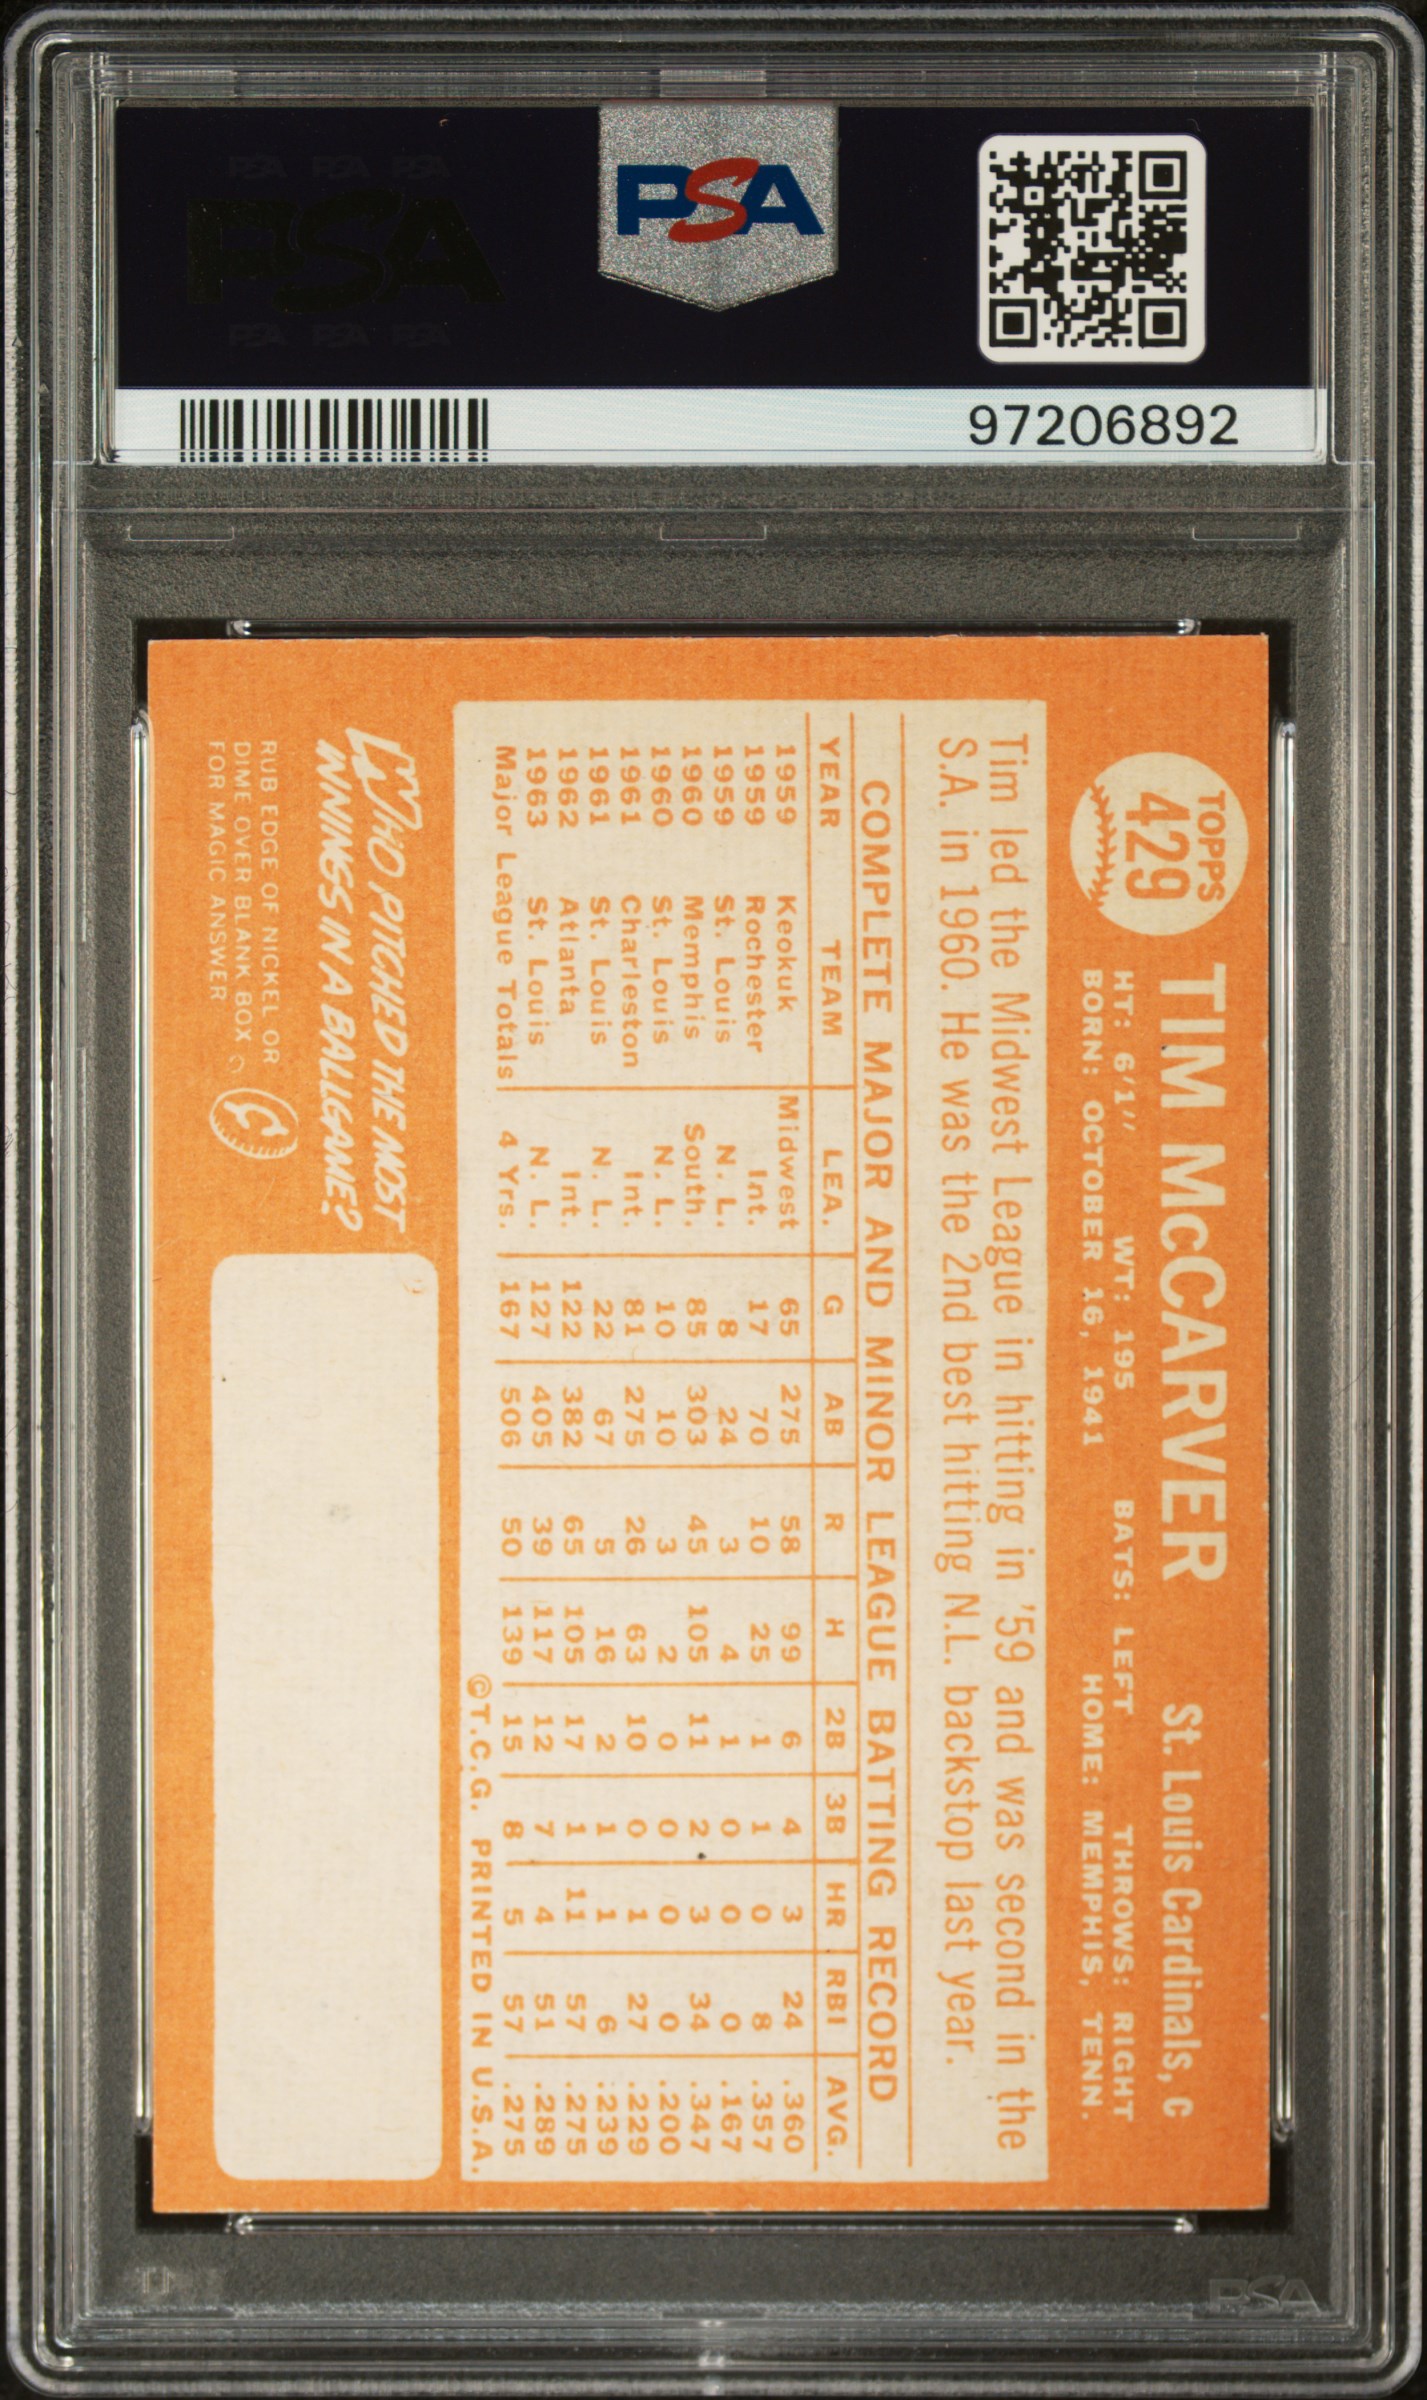 PSA PSA PSA
PSA
PSA PSA PSA
PSA
97206892
TOPPS
429
TIM McCARVER St. Louis Cardinals, c
HT: 6'1'' WT: 195 BATS: LEFT THROWS: RIGHT
BORN: OCTOBER 16, 1941 HOME: MEMPHIS, TENN.
Tim led the Midwest League in hitting in '59 and was second in the
S.A. in 1960. He was the 2nd best hitting N.L. backstop last year.
COMPLETE MAJOR AND MINOR LEAGUE BATTING RECORD
YEAR TEAM LEA. G AB R H 2B 3B HR RBI AVG.
1959 Keokuk Midwest 65 275 58 99 6 4 3 24 .360
1959 Rochester Int. 17 70 10 25 1 1 0 8 .357
1959 St. Louis N. L. 8 24 3 4 1 0 0 0 .167
1960 Memphis South. 85 303 45 105 11 2 3 34 .347
1960 St. Louis N. L. 10 10 3 2 0 0 0 0 .200
1961 Charleston Int. 81 275 26 63 10 0 1 27 .229
1961 St. Louis N. L. 22 67 5 16 2 1 1 6 .239
1962 Atlanta Int. 122 382 65 105 17 1 11 57 .275
1963 St. Louis N. L. 127 405 39 117 12 7 4 51 .289
Major League Totals 4 Yrs. 167 506 50 139 15 8 5 57 .275
©T.C.G. PRINTED IN U.S.A.
WHO PITCHED THE MOST
INNINGS IN A BALLGAME?
RUB EDGE OF NICKEL OR
DIME OVER BLANK BOX
FOR MAGIC ANSWER
PSA